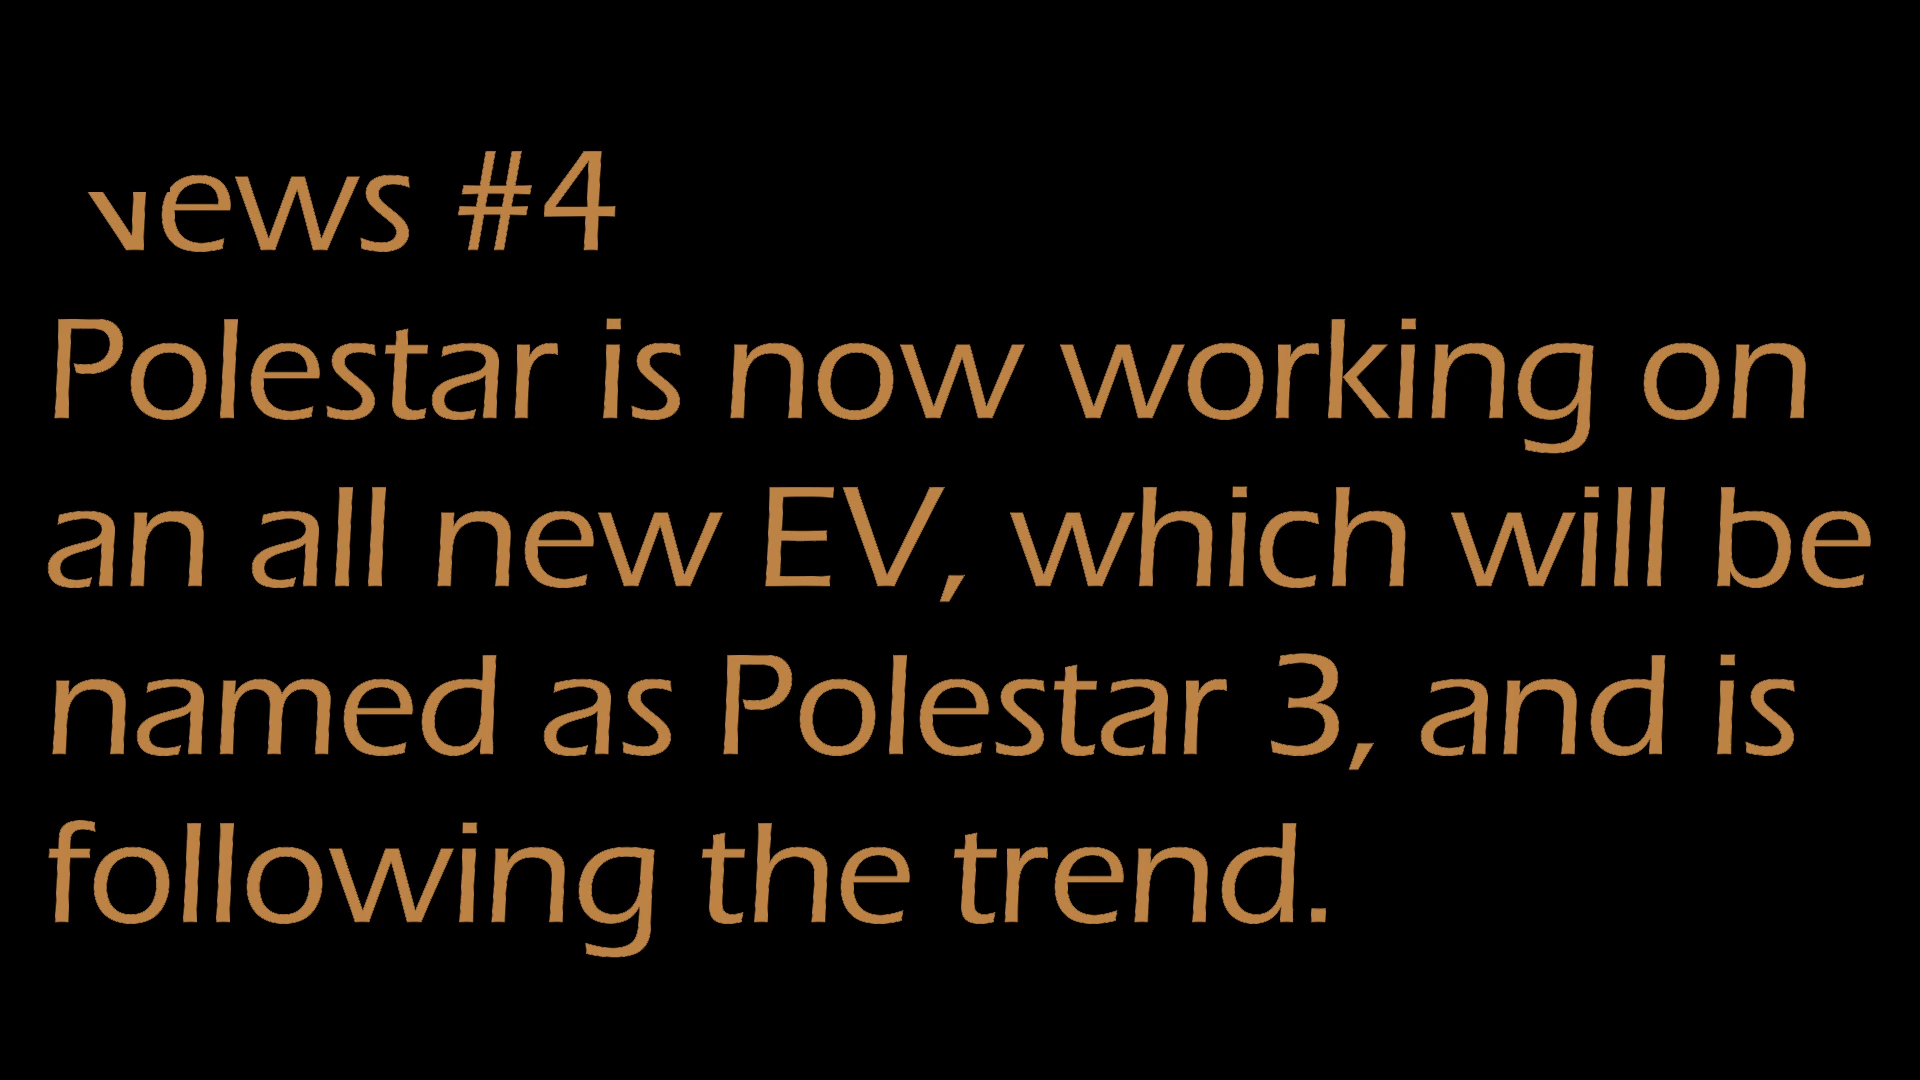 News #4
Polestar is now working on
an all new EV, which will be
named as Polestar 3, and is
following the trend.